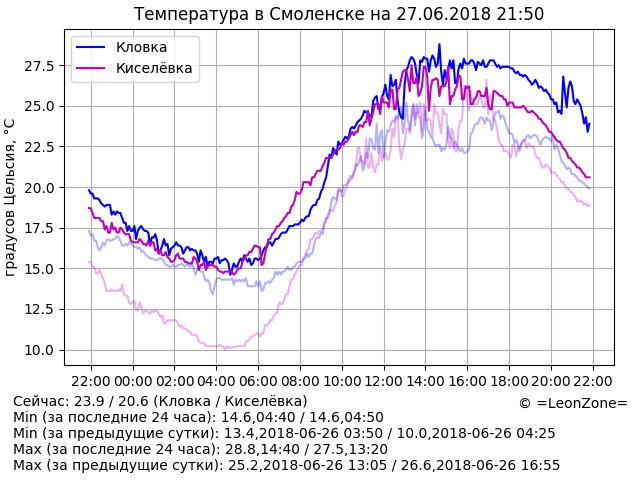 Температура в Смоленске на 27.06.2018 21:50
Кловка
Киселёвка
градусов Цельсия, °C
27.5
25.0
22.5
20.0
17.5
15.0
12.5
10.0
22:00 00:00 02:00 04:00 06:00 08:00 10:00 12:00 14:00 16:00 18:00 20:00 22:00
Сейчас: 23.9 / 20.6 (Кловка / Киселёвка)
© =LeonZone=
Min (за последние 24 часа): 14.6,04:40 / 14.6,04:50
Min (за предыдущие сутки): 13.4,2018-06-26 03:50 / 10.0,2018-06-26 04:25
Max (за последние 24 часа): 28.8,14:40 / 27.5,13:20
Max (за предыдущие сутки): 25.2,2018-06-26 13:05 / 26.6,2018-06-26 16:55